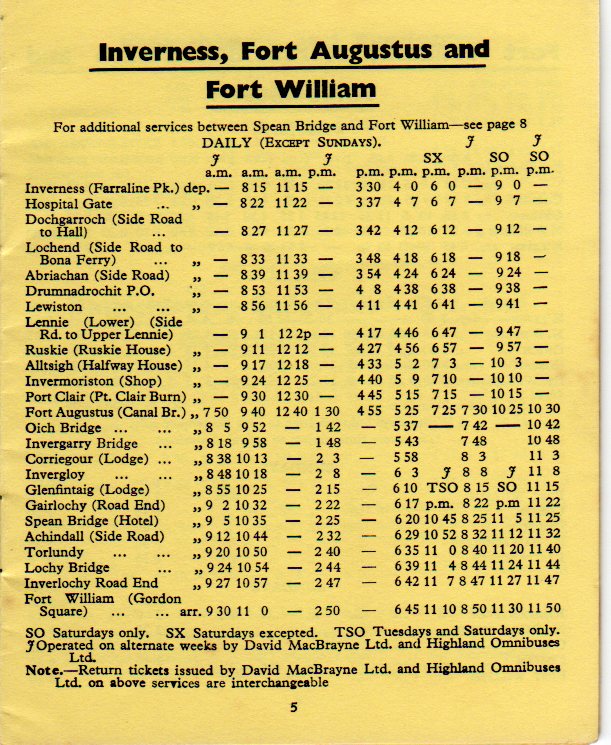 Inverness, Fort Augustus and
Fort William
For additional services between Spean Bridge and Fort William—see page 8
DAILY (EXCEPT SUNDAYS). J J
J J SX SO SO
a.m. a.m. a.m. p.m. p.m. p.m. p.m. p.m. p.m. p.m.
Inverness (Farraline Pk.) dep. — 8 15 11 15 — 3 30 4 0 6 0 — 9 0 —
Hospital Gate ... „ — 8 22 11 22 — 3 37 4 7 6 7 — 9 7 —
Dochgarroch (Side Road
to Hall) ... — 8 27 11 27 — 3 42 4 12 6 12 — 9 12 —
Lochend (Side Road to
Bona Ferry) ... „ — 8 33 11 33 — 3 48 4 18 6 18 — 9 18 —
Abriachan (Side Road) „ — 8 39 11 39 — 3 54 4 24 6 24 — 9 24 —
Drumnadrochit P.O. „ — 8 53 11 53 — 4 8 4 38 6 38 — 9 38 —
Lewiston ... ... „ — 8 56 11 56 — 4 11 4 41 6 41 — 9 41 —
Lennie (Lower) (Side
Rd. to Upper Lennie) — 9 1 12 2p — 4 17 4 46 6 47 — 9 47 —
Ruskie (Ruskie House) „ — 9 11 12 12 — 4 27 4 56 6 57 — 9 57 —
Alltsigh (Halfway House) „ — 9 17 12 18 — 4 33 5 2 7 3 — 10 3 —
Invermoriston (Shop) „ — 9 24 12 25 — 4 40 5 9 7 10 — 10 10 —
Port Clair (Pt. Clair Burn) „ — 9 30 12 30 — 4 45 5 15 7 15 — 10 15 —
Fort Augustus (Canal Br.) „ 7 50 9 40 12 40 1 30 4 55 5 25 7 25 7 30 10 25 10 30
Oich Bridge ... ... „ 8 5 9 52 — 1 42 — 5 37 — 7 42 — 10 42
Invergarry Bridge ... „ 8 18 9 58 — 1 48 — 5 43 7 48 10 48
Corriegour (Lodge) ... „ 8 38 10 13 — 2 3 — 5 58 8 3 11 3
Invergloy ... „ 8 48 10 18 — 2 8 — 6 3 J 8 8 J 11 8
Glenfintaig (Lodge) „ 8 55 10 25 — 2 15 — 6 10 TSO 8 15 SO 11 15
Gairlochy (Road End) „ 9 2 10 32 — 2 22 — 6 17 p.m. 8 22 p.m 11 22
Spean Bridge (Hotel) „ 9 5 10 35 — 2 25 — 6 20 10 45 8 25 11 5 11 25
Achindall (Side Road) „ 9 12 10 44 — 2 32 — 6 29 10 52 8 32 11 12 11 32
Torlundy ... ... „ 9 20 10 50 — 2 40 — 6 35 11 0 8 40 11 20 11 40
Lochy Bridge ... „ 9 24 10 54 — 2 44 — 6 39 11 4 8 44 11 24 11 44
Inverlochy Road End „ 9 27 10 57 — 2 47 — 6 42 11 7 8 47 11 27 11 47
Fort William (Gordon
Square) ... ... arr. 9 30 11 0 — 2 50 — 6 45 11 10 8 50 11 30 11 50
SO Saturdays only. SX Saturdays excepted. TSO Tuesdays and Saturdays only.
J Operated on alternate weeks by David MacBrayne Ltd. and Highland Omnibuses
Ltd.
Note.—Return tickets issued by David MacBrayne Ltd. and Highland Omnibuses
Ltd. on above services are interchangeable
5